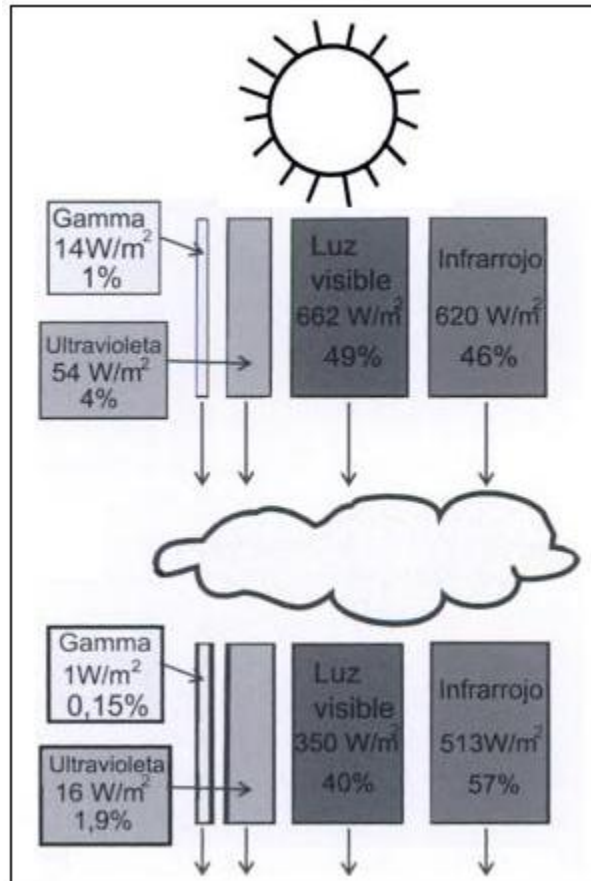 Gamma
14W/m²
1%
Ultravioleta
54 W/m²
4%
Luz
visible
662 W/m²
49%
Infrarrojo
620 W/m²
46%
Gamma
1W/m²
0,15%
Ultravioleta
16 W/m²
1,9%
Luz
visible
350 W/m²
40%
Infrarrojo
513W/m²
57%